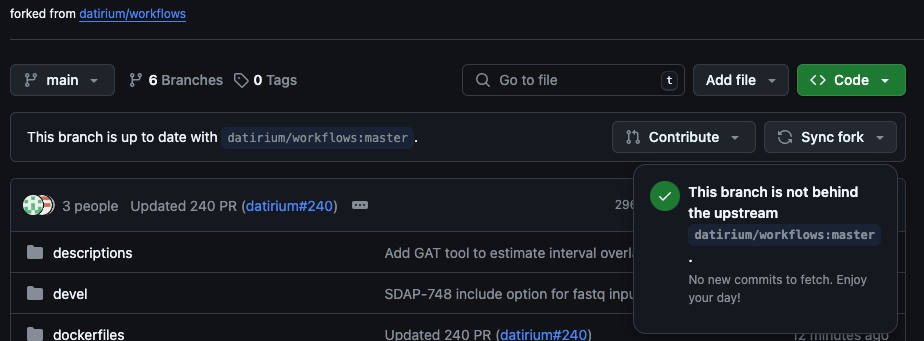 forked from datirium/workflows
main 6 Branches 0 Tags Go to file t Add file Code
This branch is up to date with datirium/workflows:master. Contribute Sync fork
This branch is not behind
the upstream
datirium/workflows:master
.
No new commits to fetch. Enjoy
your day!
3 people Updated 240 PR (datirium#240) 296
descriptions Add GAT tool to estimate interval overla
devel SDAP-748 include option for fastq inpu
dockerfiles Updated 240 PR (datirium#240) 12 minutes ago